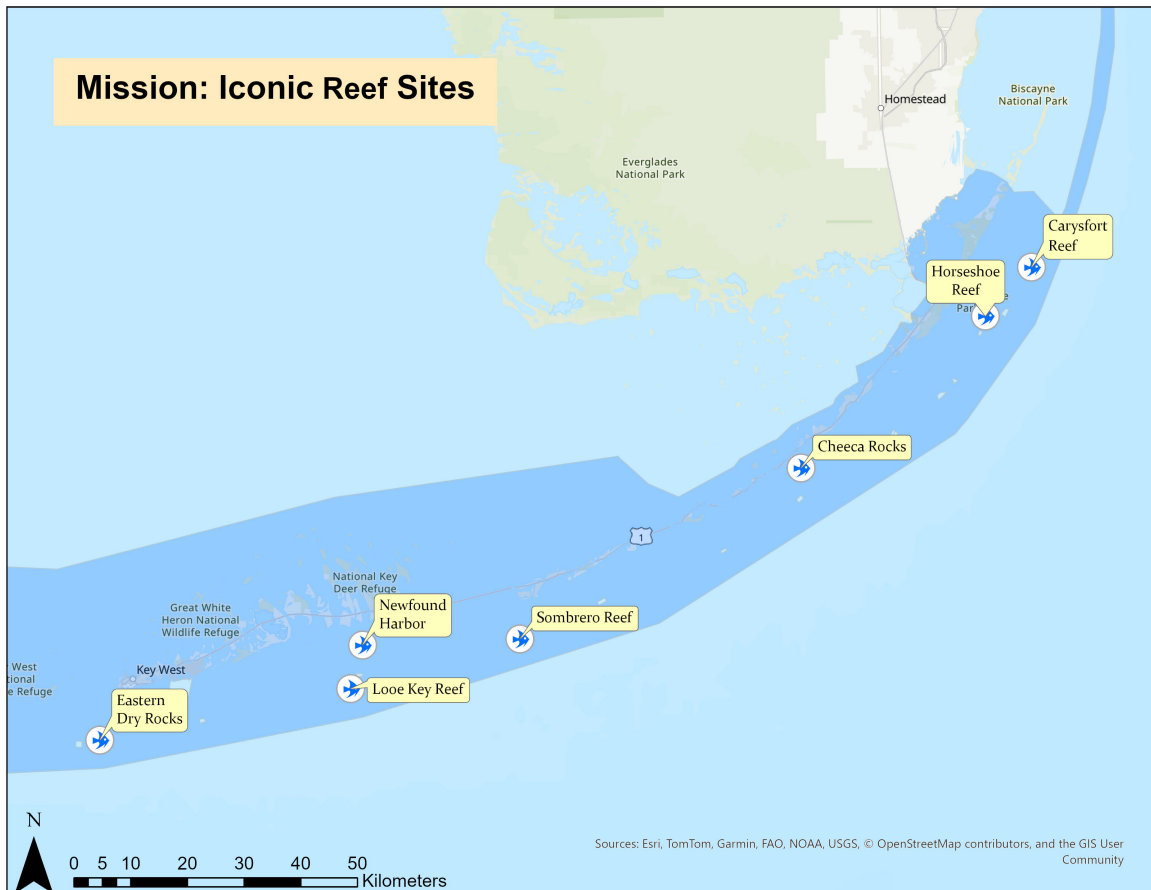 Mission: Iconic Reef Sites
Homestead
Biscayne
National Park
Everglades
National Park
Carysfort
Reef
Horseshoe
Reef
Cheeca Rocks
1
National Key
Deer Refuge
Great White
Heron National
Wildlife Refuge
Newfound
Harbor
Sombrero Reef
West
Key West
Looe Key Reef
Eastern
Dry Rocks
N
0 5 10 20 30 40 50
Kilometers
Sources: Esri, TomTom, Garmin, FAO, NOAA, USGS, © OpenStreetMap contributors, and the GIS User
Community